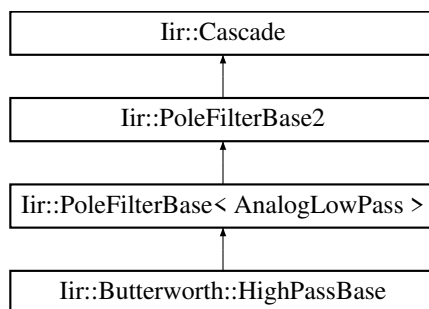 Iir::Cascade
Iir::PoleFilterBase2
Iir::PoleFilterBase< AnalogLowPass >
Iir::Butterworth::HighPassBase